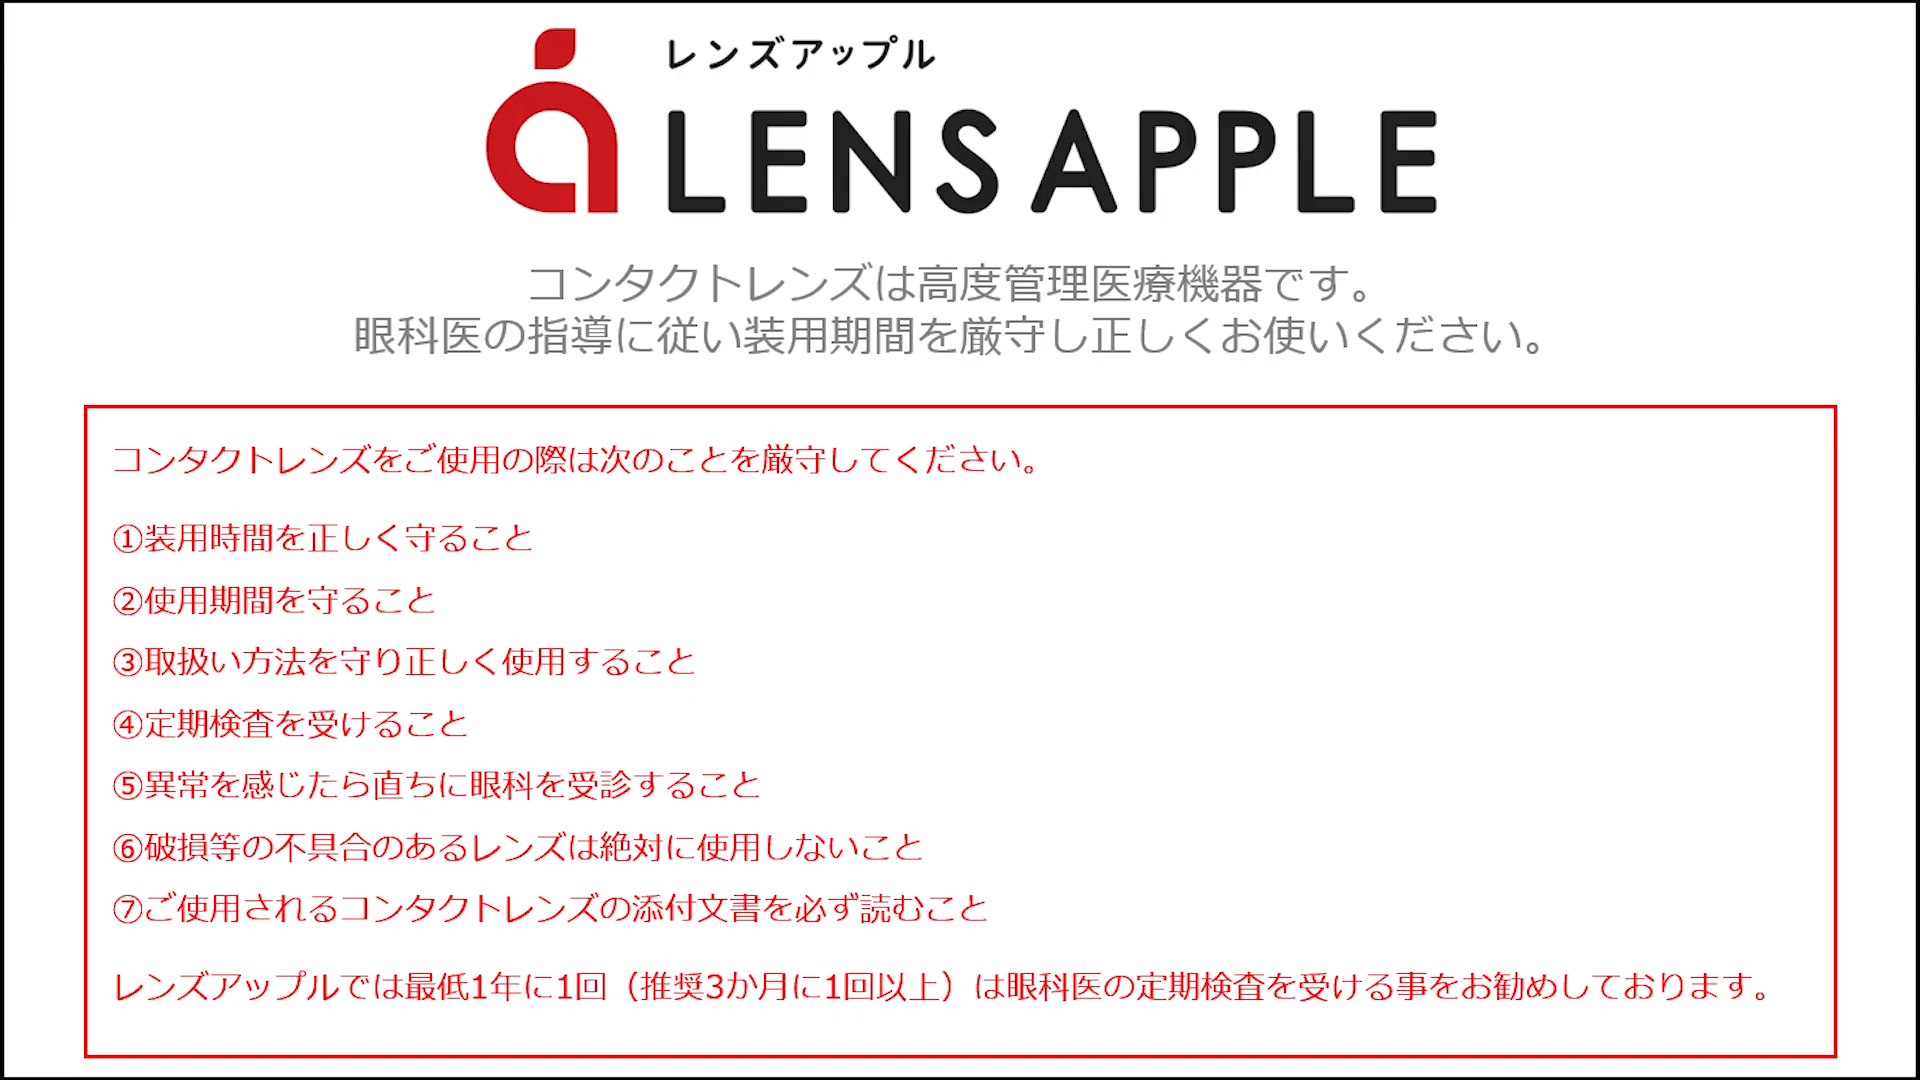 レンズアップル
LENS APPLE
コンタクトレンズは高度管理医療機器です。
眼科医の指導に従い装用期間を厳守し正しくお使いください。
コンタクトレンズをご使用の際は次のことを厳守してください。
①装用時間を正しく守ること
②使用期間を守ること
③取扱い方法を守り正しく使用すること
④定期検査を受けること
⑤異常を感じたら直ちに眼科を受診すること
⑥破損等の不具合のあるレンズは絶対に使用しないこと
⑦ご使用されるコンタクトレンズの添付文書を必ず読むこと
レンズアップルでは最低1年に1回（推奨3か月に1回以上）は眼科医の定期検査を受ける事をお勧めしております。